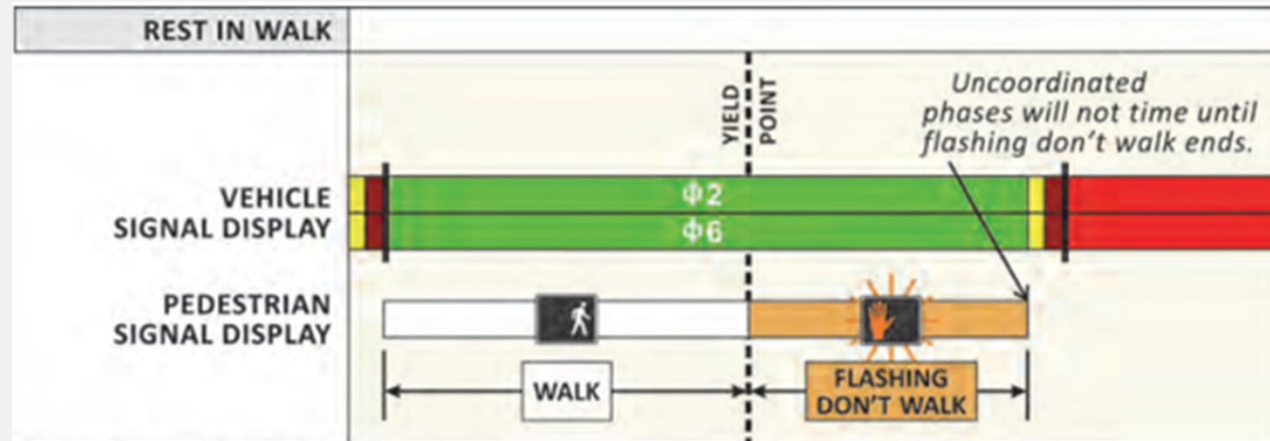 REST IN WALK
YIELD
POINT
Uncoordinated
phases will not time until
flashing don't walk ends.
VEHICLE
SIGNAL DISPLAY
Φ2
Φ6
PEDESTRIAN
SIGNAL DISPLAY
WALK
FLASHING
DON'T WALK